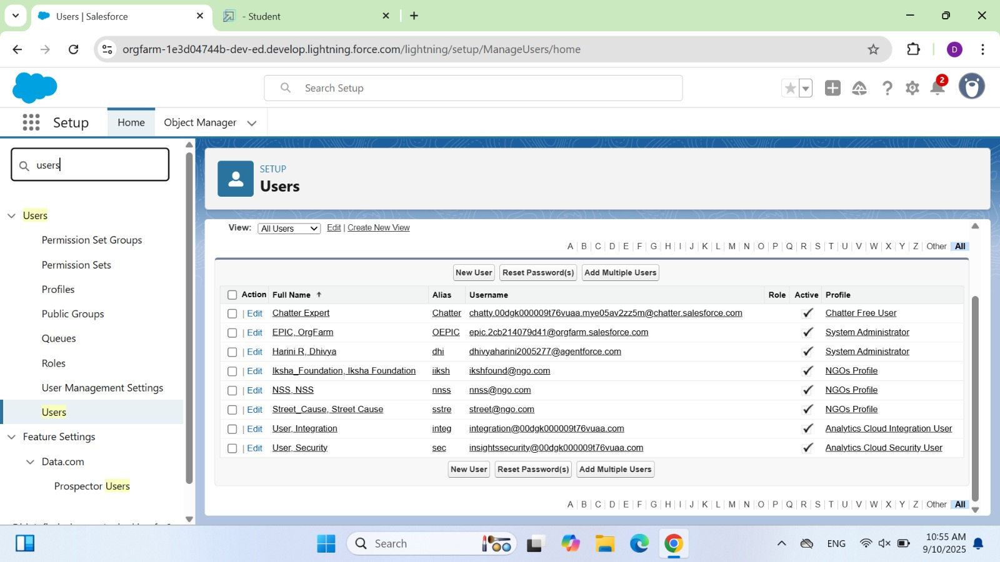 Users | Salesforce
- Student
orgfarm-1e3d04744b-dev-ed.develop.lightning.force.com/lightning/setup/ManageUsers/home
D
Search Setup
2
Setup
Home
Object Manager
users
Users
Permission Set Groups
Permission Sets
Profiles
Public Groups
Queues
Roles
User Management Settings
Users
Feature Settings
Data.com
Prospector Users
SETUP
Users
View: All Users Edit | Create New View
A B C D E F G H I J K L M N O P Q R S T U V W X Y Z Other All
New User Reset Password(s) Add Multiple Users
Action Full Name Alias Username Role Active Profile
| Edit Chatter Expert Chatter chatty.00dgk000009t76vuaa.mye05av2zz5m@chatter.salesforce.com Chatter Free User
| Edit EPIC, OrgFarm OEPIC epic.2cb214079d41@orgfarm.salesforce.com System Administrator
| Edit Harini R, Dhivya dhi dhivyaharini2005277@agentforce.com System Administrator
| Edit Iksha_Foundation, Iksha Foundation iiksh ikshfound@ngo.com NGOs Profile
| Edit NSS, NSS nnss nnss@ngo.com NGOs Profile
| Edit Street_Cause, Street Cause sstre street@ngo.com NGOs Profile
| Edit User, Integration integ integration@00dgk000009t76vuaa.com Analytics Cloud Integration User
| Edit User, Security sec insightssecurity@00dgk000009t76vuaa.com Analytics Cloud Security User
New User Reset Password(s) Add Multiple Users
A B C D E F G H I J K L M N O P Q R S T U V W X Y Z Other All
Search
ENG
10:55 AM
9/10/2025